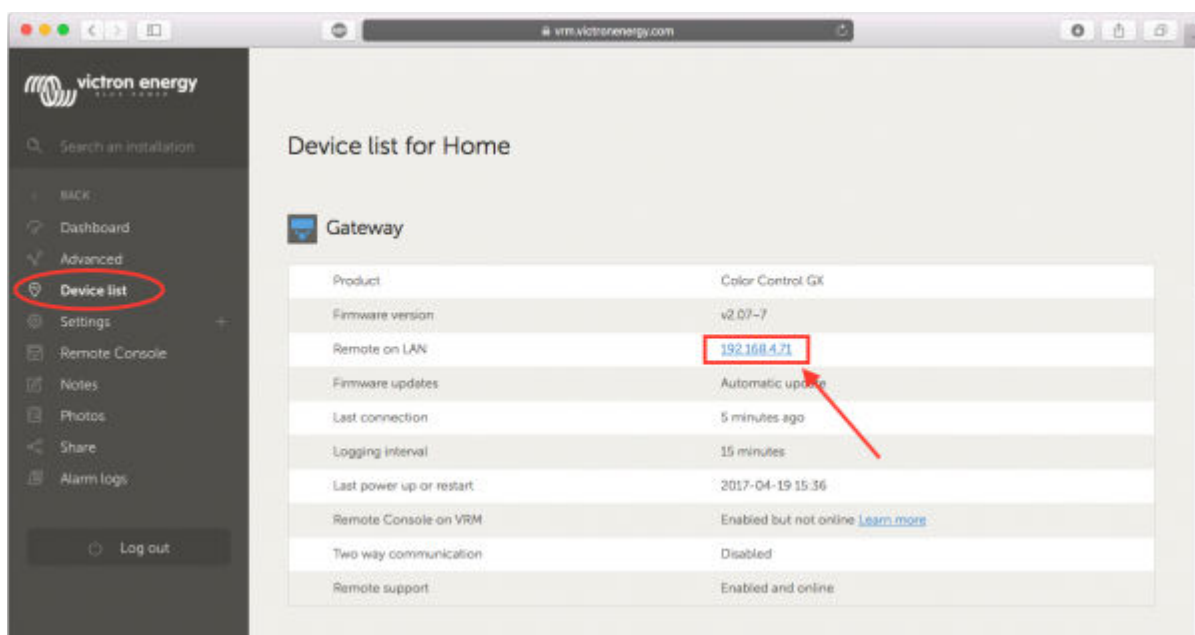 vrm.victronenergy.com
victron energy
BLUE POWER
Search an installation
BACK
Dashboard
Advanced
Device list
Settings +
Remote Console
Notes
Photos
Share
Alarm logs
Log out
Device list for Home
Gateway
Product Color Control GX
Firmware version v2.07~7
Remote on LAN 192.168.4.71
Firmware updates Automatic update
Last connection 5 minutes ago
Logging interval 15 minutes
Last power up or restart 2017-04-19 15:36
Remote Console on VRM Enabled but not online Learn more
Two way communication Disabled
Remote support Enabled and online